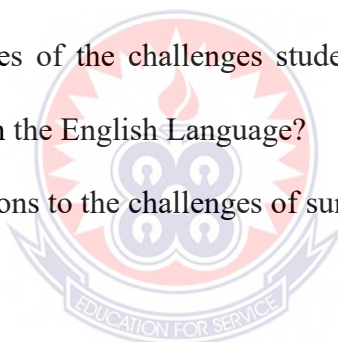 es of the challenges stude
n the English Language?
ons to the challenges of sur
EDUCATION FOR SERVICE